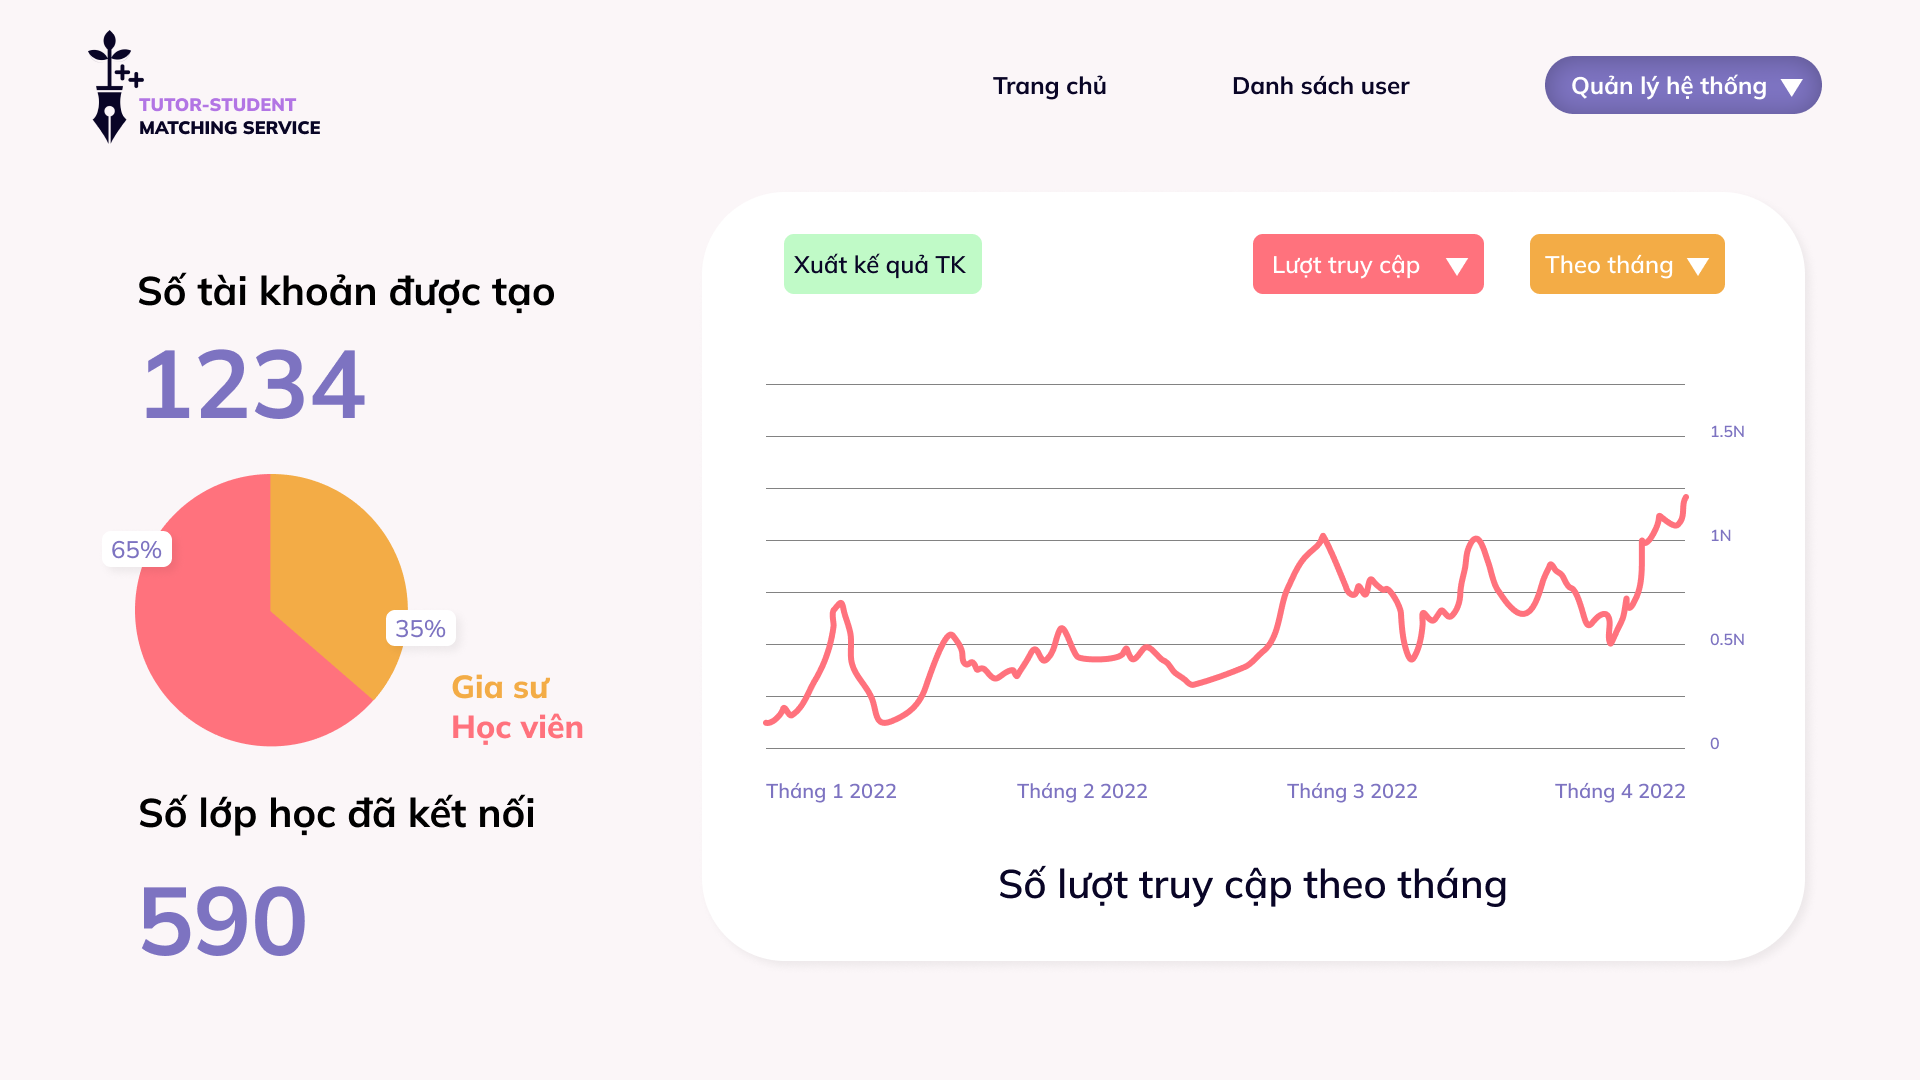 TUTOR-STUDENT
MATCHING SERVICE
Trang chủ
Danh sách user
Quản lý hệ thống
Số tài khoản được tạo
1234
65%
35%
Gia sư
Học viên
Số lớp học đã kết nối
590
Xuất kế quả TK
Lượt truy cập
Theo tháng
1.5N
1N
0.5N
0
Tháng 1 2022
Tháng 2 2022
Tháng 3 2022
Tháng 4 2022
Số lượt truy cập theo tháng